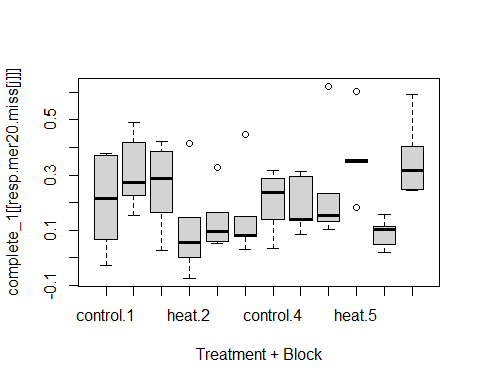 complete_1[[resp.mer20.miss[j]]]
0.5
0.3
0.1
-0.1
control.1 heat.2 control.4 heat.5
Treatment + Block